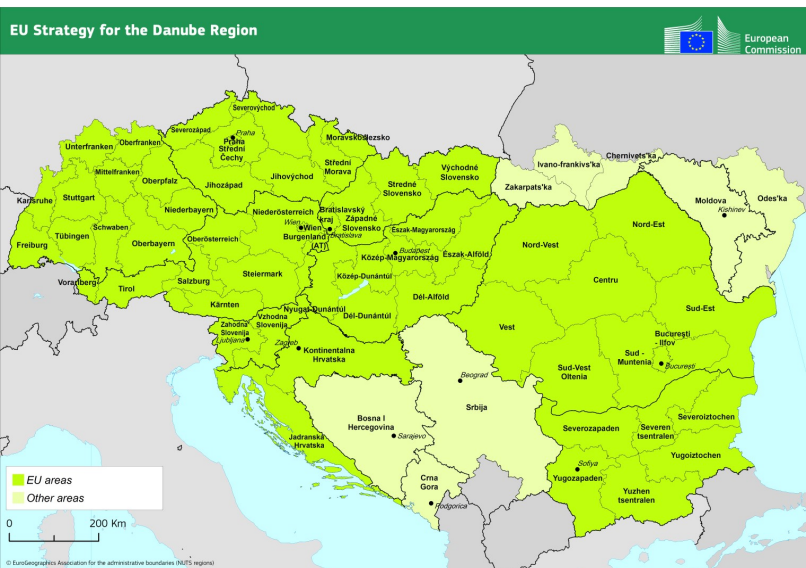 EU Strategy for the Danube Region
European
Commission
Severovýchod
Severozápad
Praha
Praha
Střední
Čechy
Moravskoslezsko
Unterfranken
Oberfranken
Mittelfranken
Oberpfalz
Jihozápad
Jihovýchod
Střední
Morava
Stredné
Slovensko
Východné
Slovensko
Zakarpats'ka
Ivano-frankivs'ka
Chernivets'ka
Moldova
Kishinev
Odes'ka
Karlsruhe
Stuttgart
Schwaben
Tübingen
Freiburg
Niederbayern
Oberbayern
Niederösterreich
Wien
Wien
Burgenland
(AT)
Bratislavský
kraj
Bratislava
Západné
Slovensko
Oberösterreich
Észak-Magyarország
Budapest
Közép-Magyarország
Észak-Alföld
Közép-Dunántúl
Dél-Alföld
Nyugat-Dunántúl
Dél-Dunántúl
Nord-Vest
Nord-Est
Centru
Sud-Est
Vest
Bucureşti
- Ilfov
Bucureşti
Sud -
Muntenia
Sud-Vest
Oltenia
Vorarlberg
Tirol
Salzburg
Steiermark
Kärnten
Zahodna
Slovenija
Vzhodna
Slovenija
Ljubljana
Zagreb
Kontinentalna
Hrvatska
Jadranska
Hrvatska
Bosna I
Hercegovina
Sarajevo
Beograd
Srbija
Crna
Gora
Podgorica
Severozapaden
Severen
tsentralen
Severoiztochen
Yugoiztochen
Sofiya
Yugozapaden
Yuzhen
tsentralen
EU areas
Other areas
0
200 Km
© EuroGeographics Association for the administrative boundaries (NUTS regions)